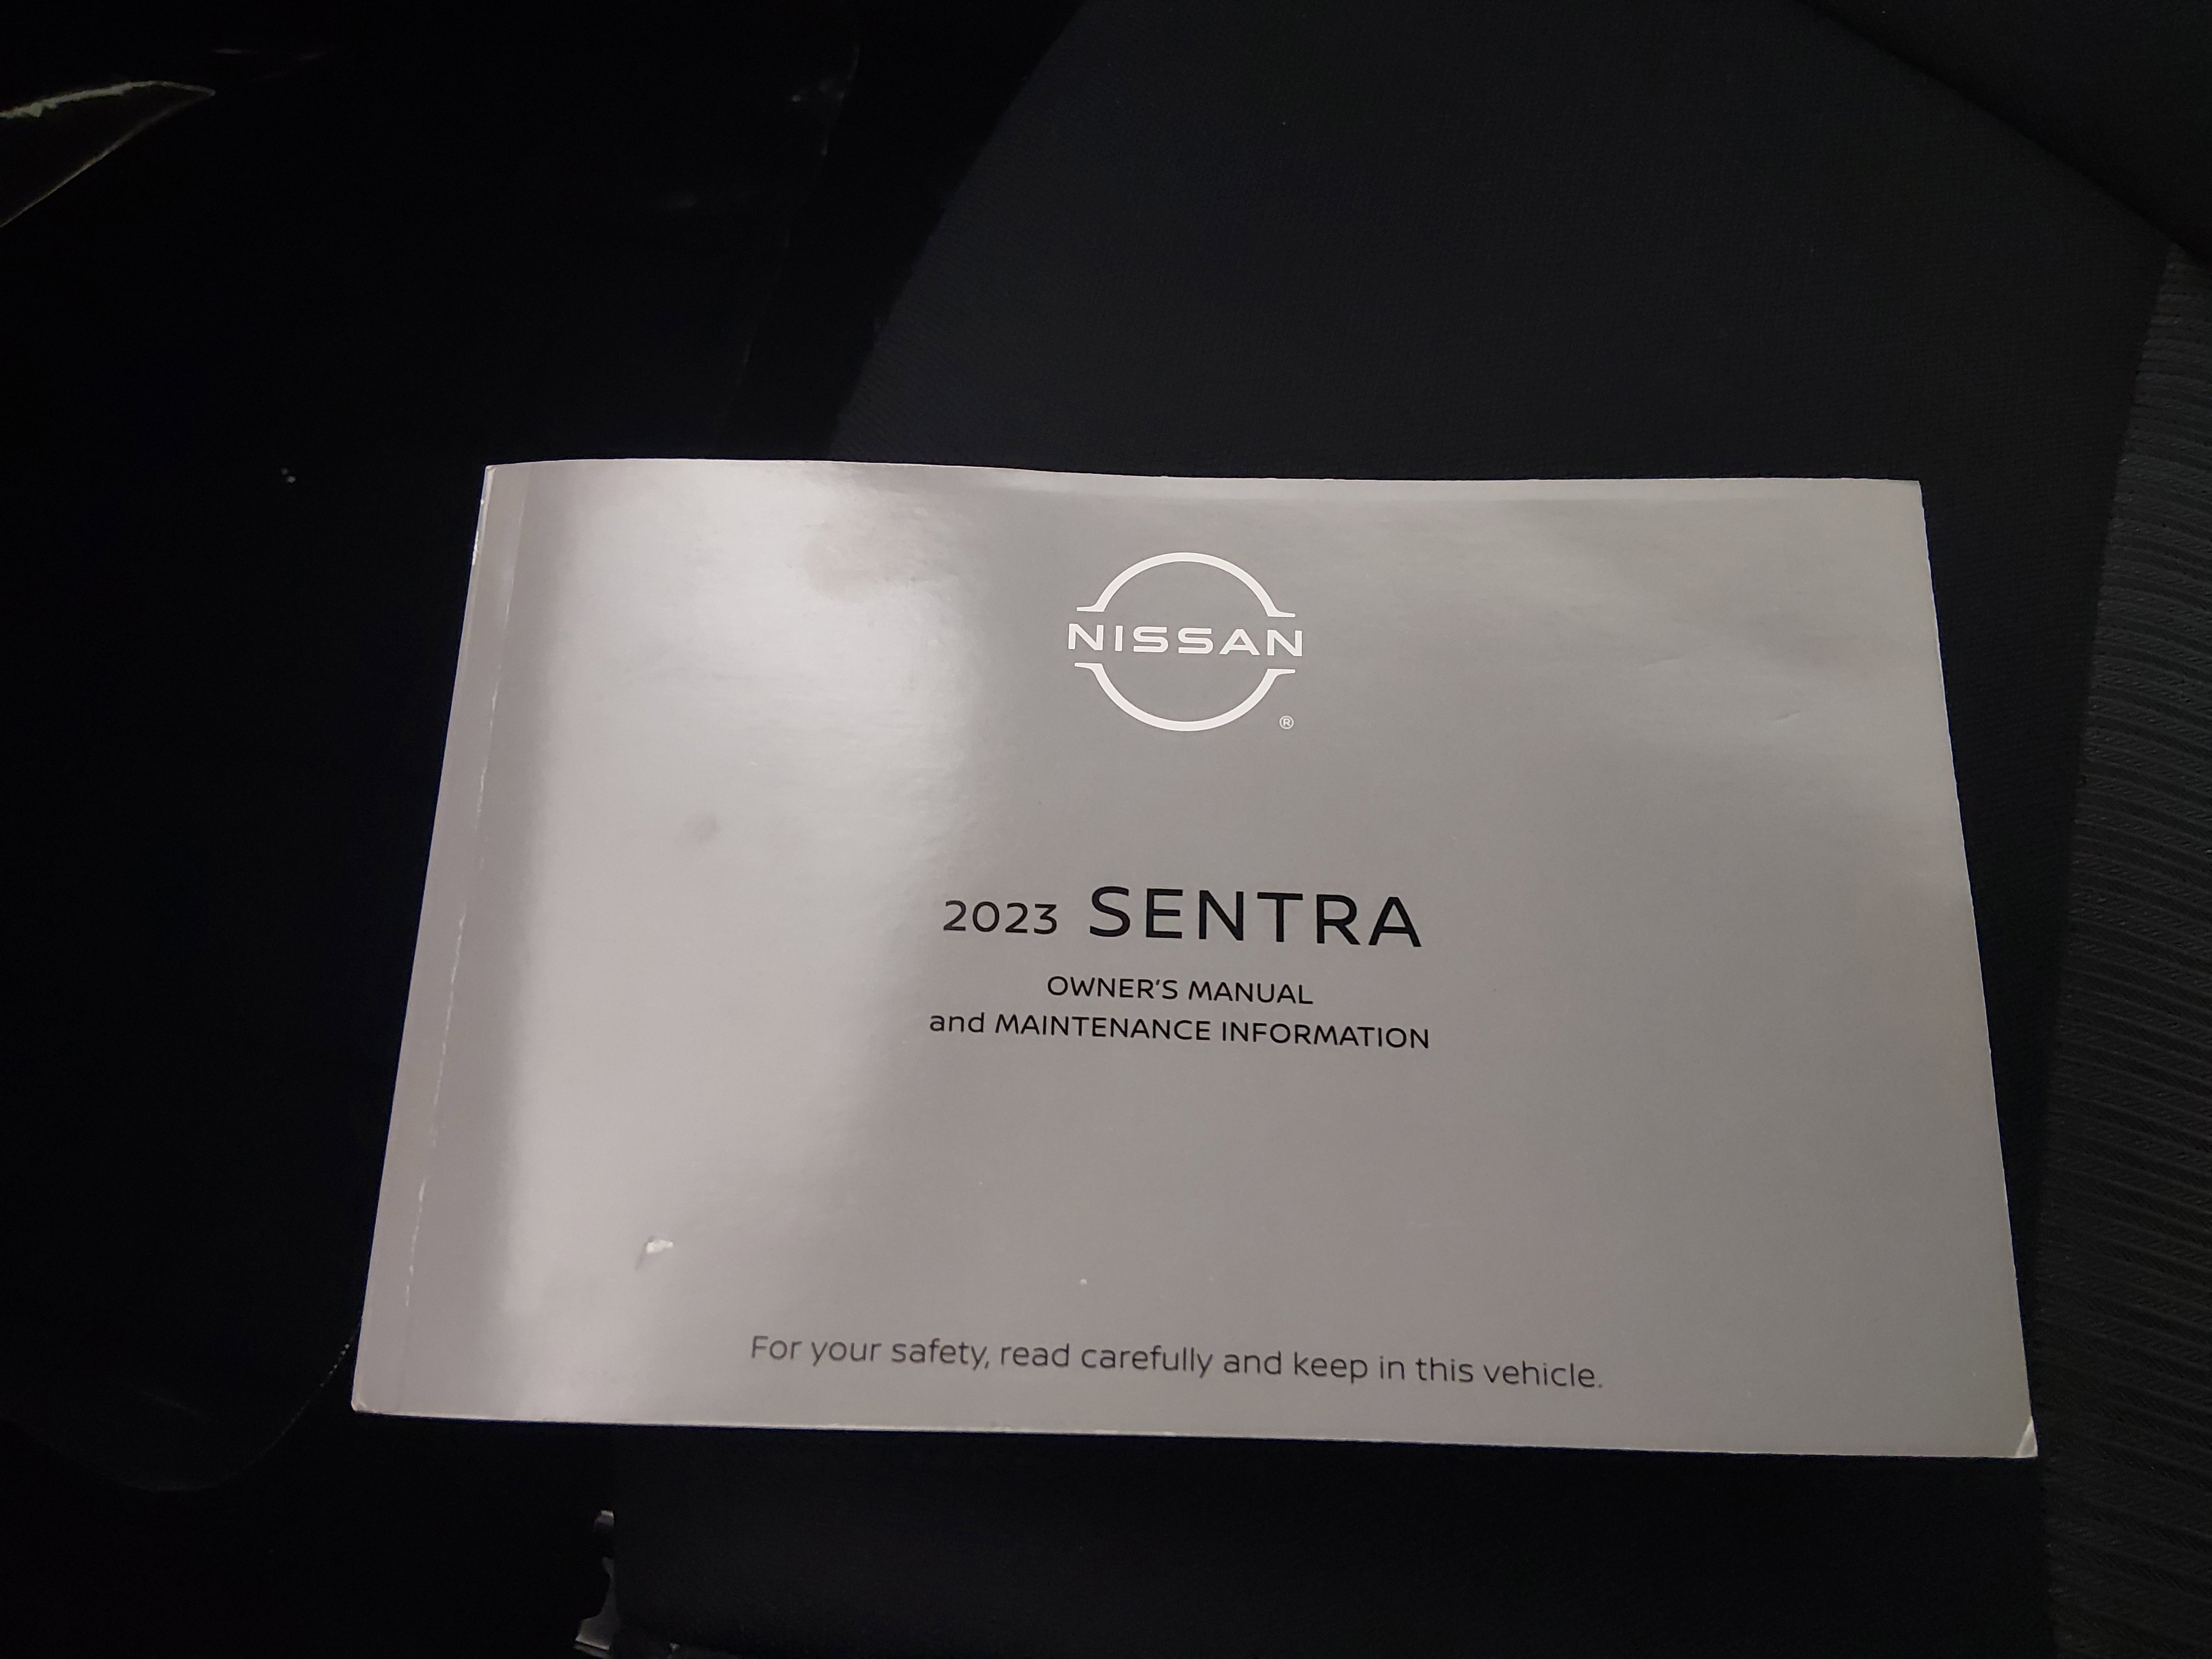 NISSAN
®
2023 SENTRA
OWNER'S MANUAL
and MAINTENANCE INFORMATION
For your safety, read carefully and keep in this vehicle.